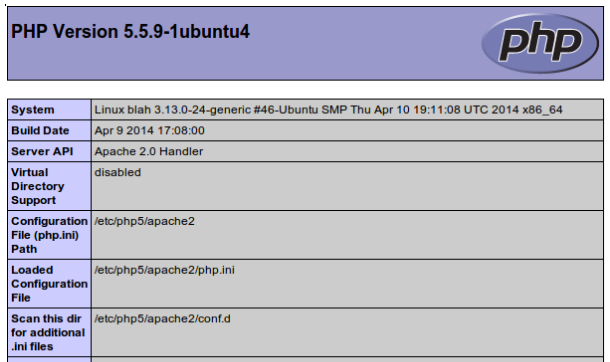 PHP Version 5.5.9-1ubuntu4
php
System Linux blah 3.13.0-24-generic #46-Ubuntu SMP Thu Apr 10 19:11:08 UTC 2014 x86_64
Build Date Apr 9 2014 17:08:00
Server API Apache 2.0 Handler
Virtual disabled
Directory
Support
Configuration /etc/php5/apache2
File (php.ini)
Path
Loaded /etc/php5/apache2/php.ini
Configuration
File
Scan this dir /etc/php5/apache2/conf.d
for additional
.ini files